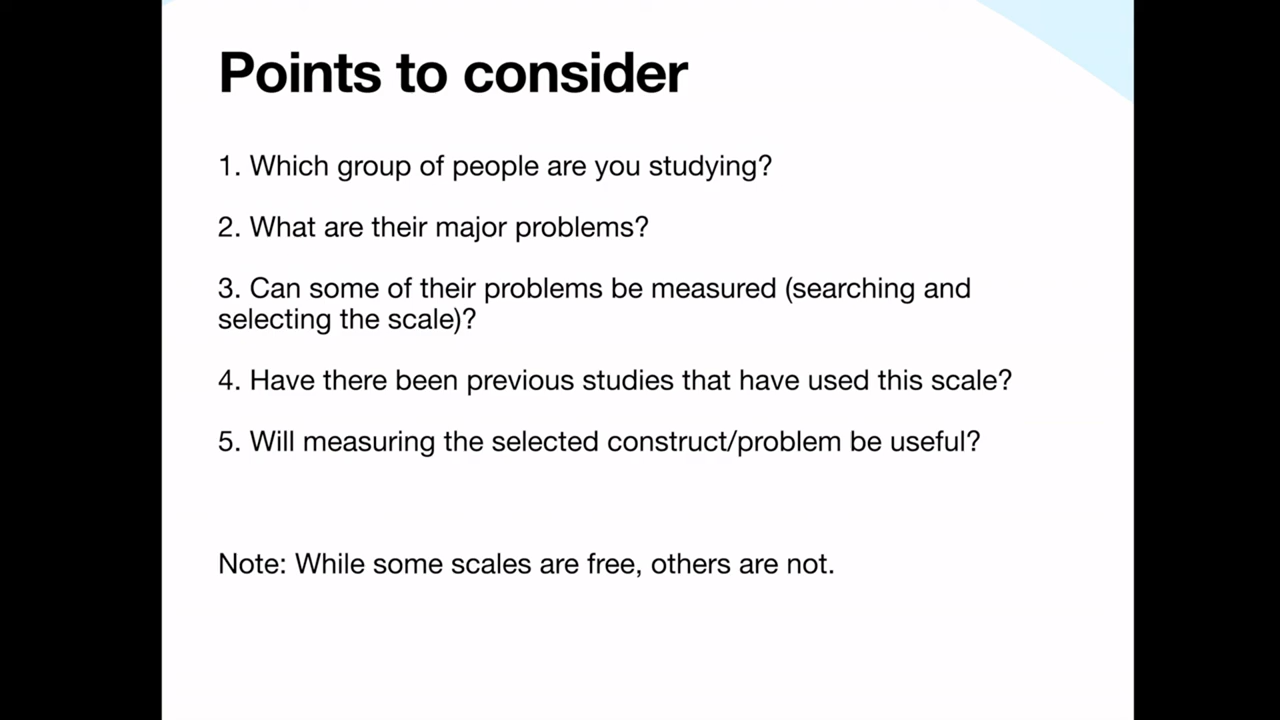 Points to consider
1. Which group of people are you studying?
2. What are their major problems?
3. Can some of their problems be measured (searching and
selecting the scale)?
4. Have there been previous studies that have used this scale?
5. Will measuring the selected construct/problem be useful?
Note: While some scales are free, others are not.